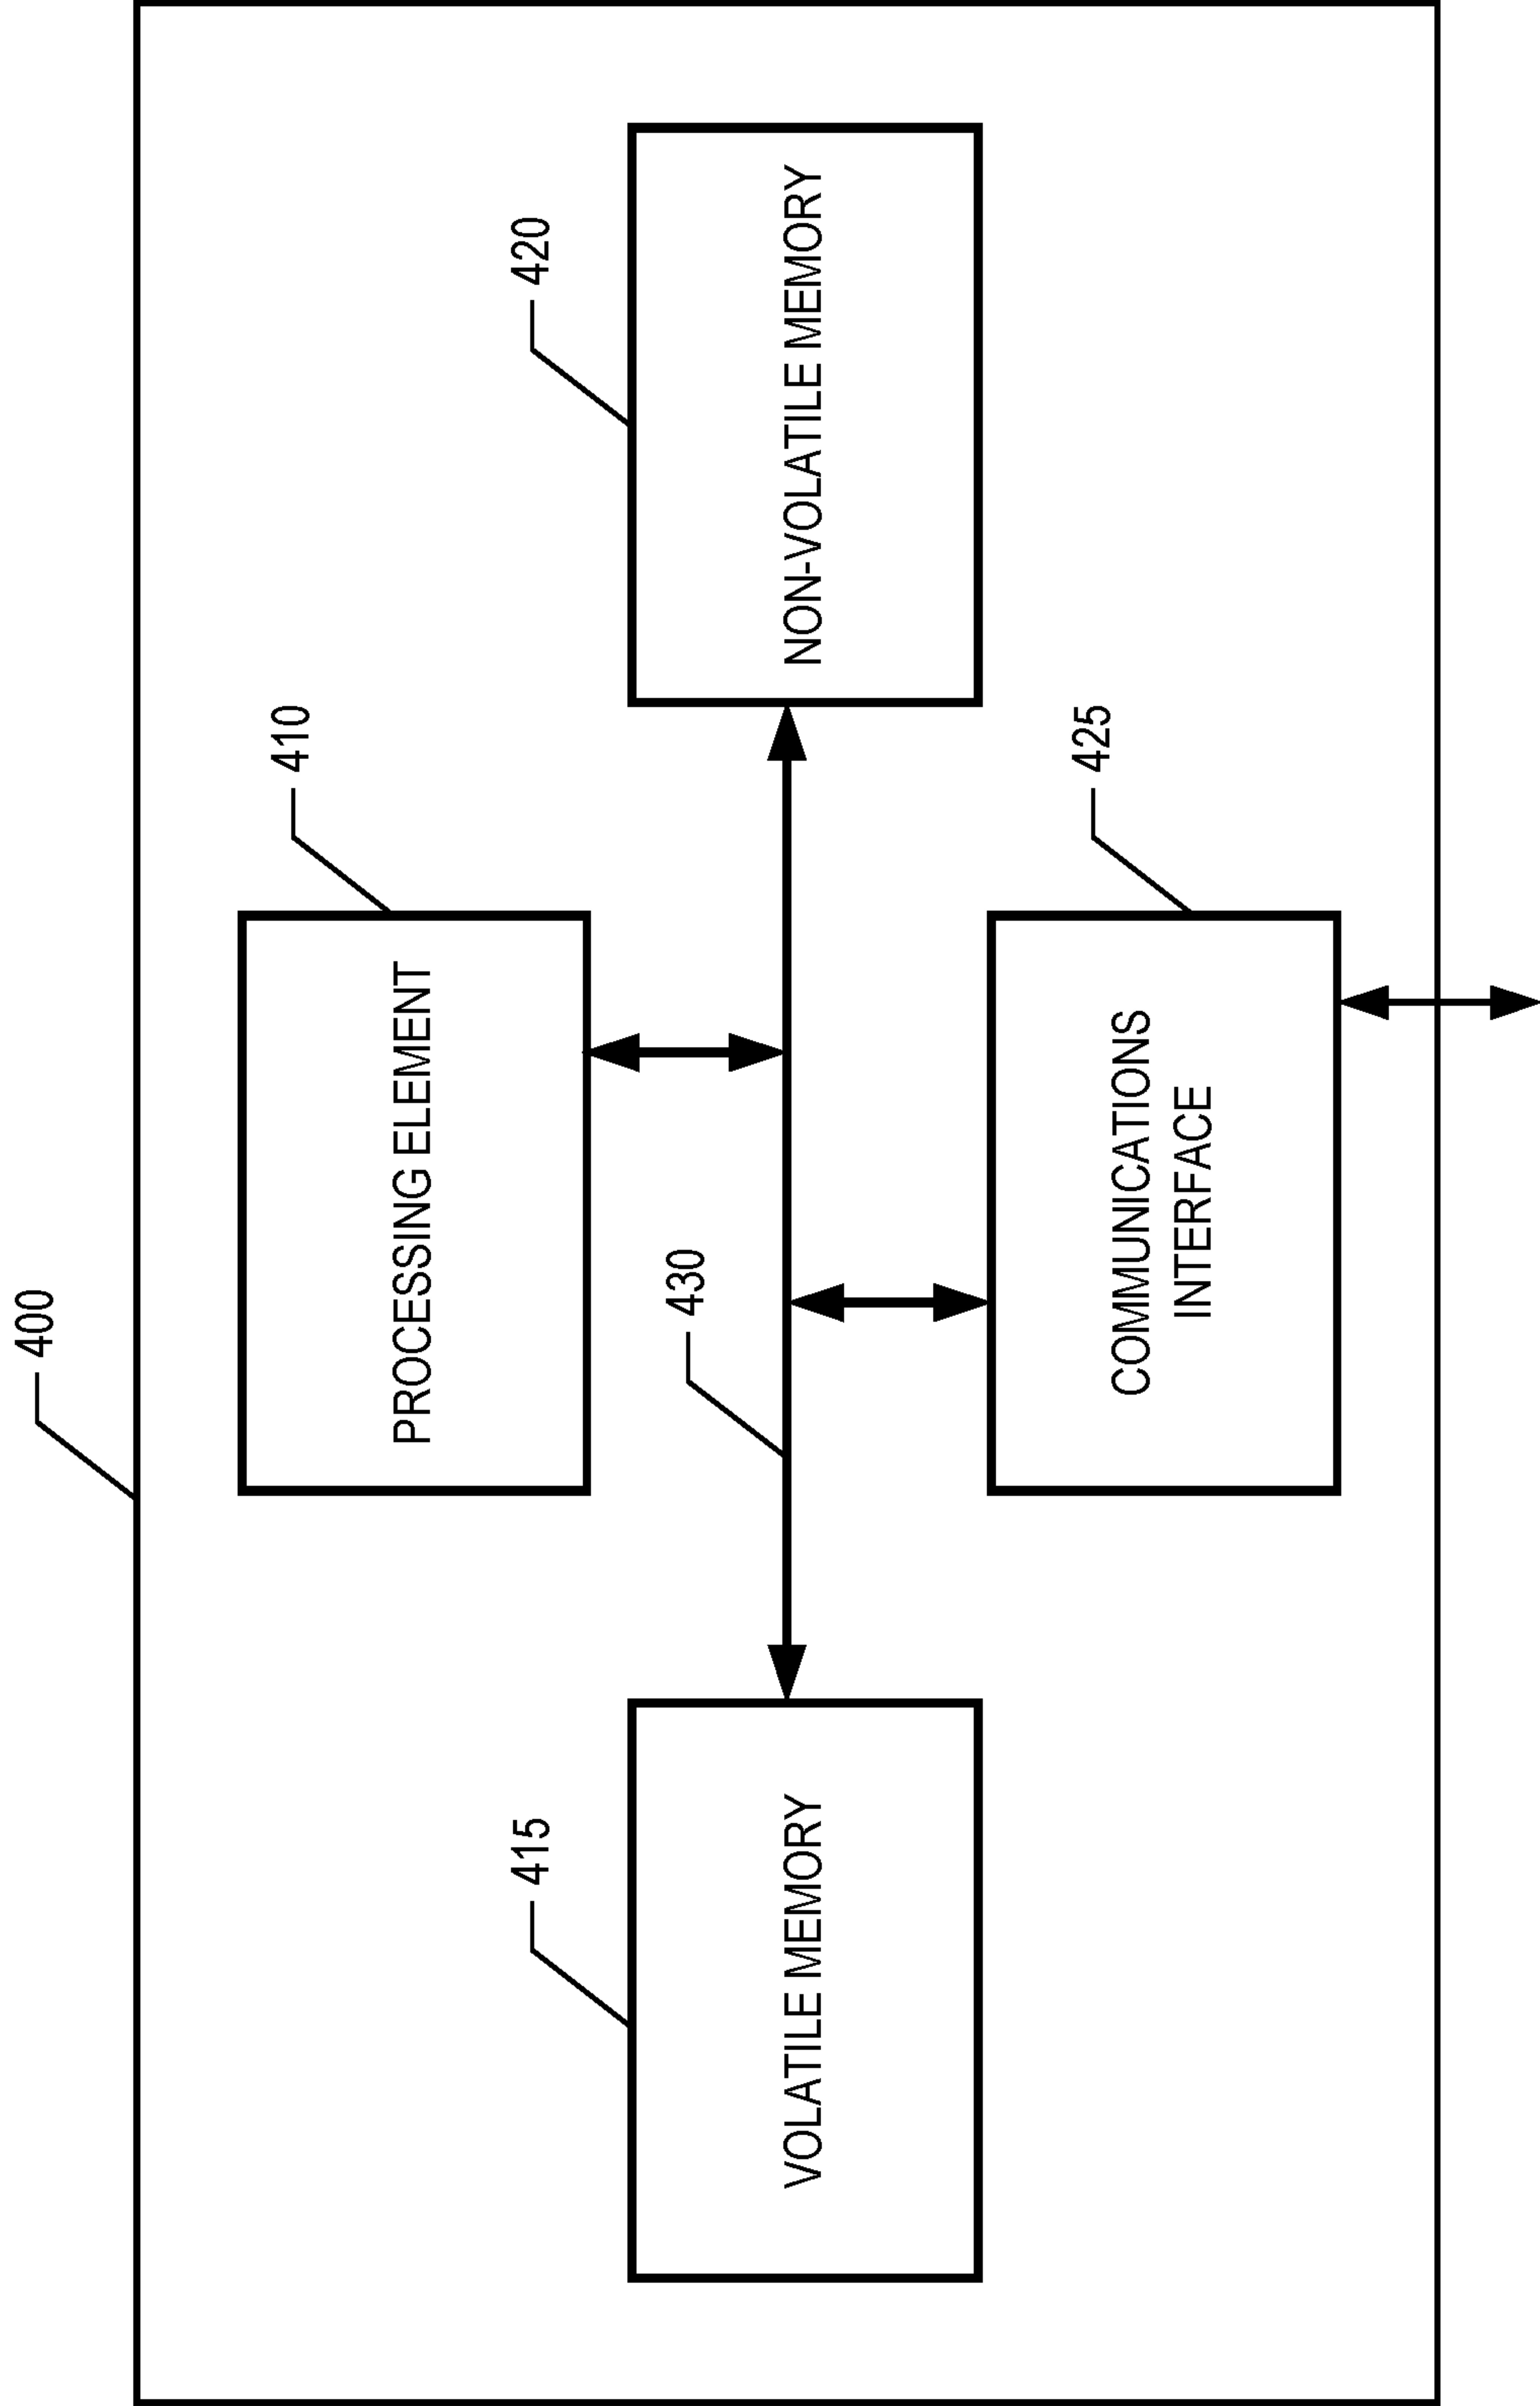 400
410
PROCESSING ELEMENT
415
VOLATILE MEMORY
430
420
NON-VOLATILE MEMORY
425
COMMUNICATIONS
INTERFACE